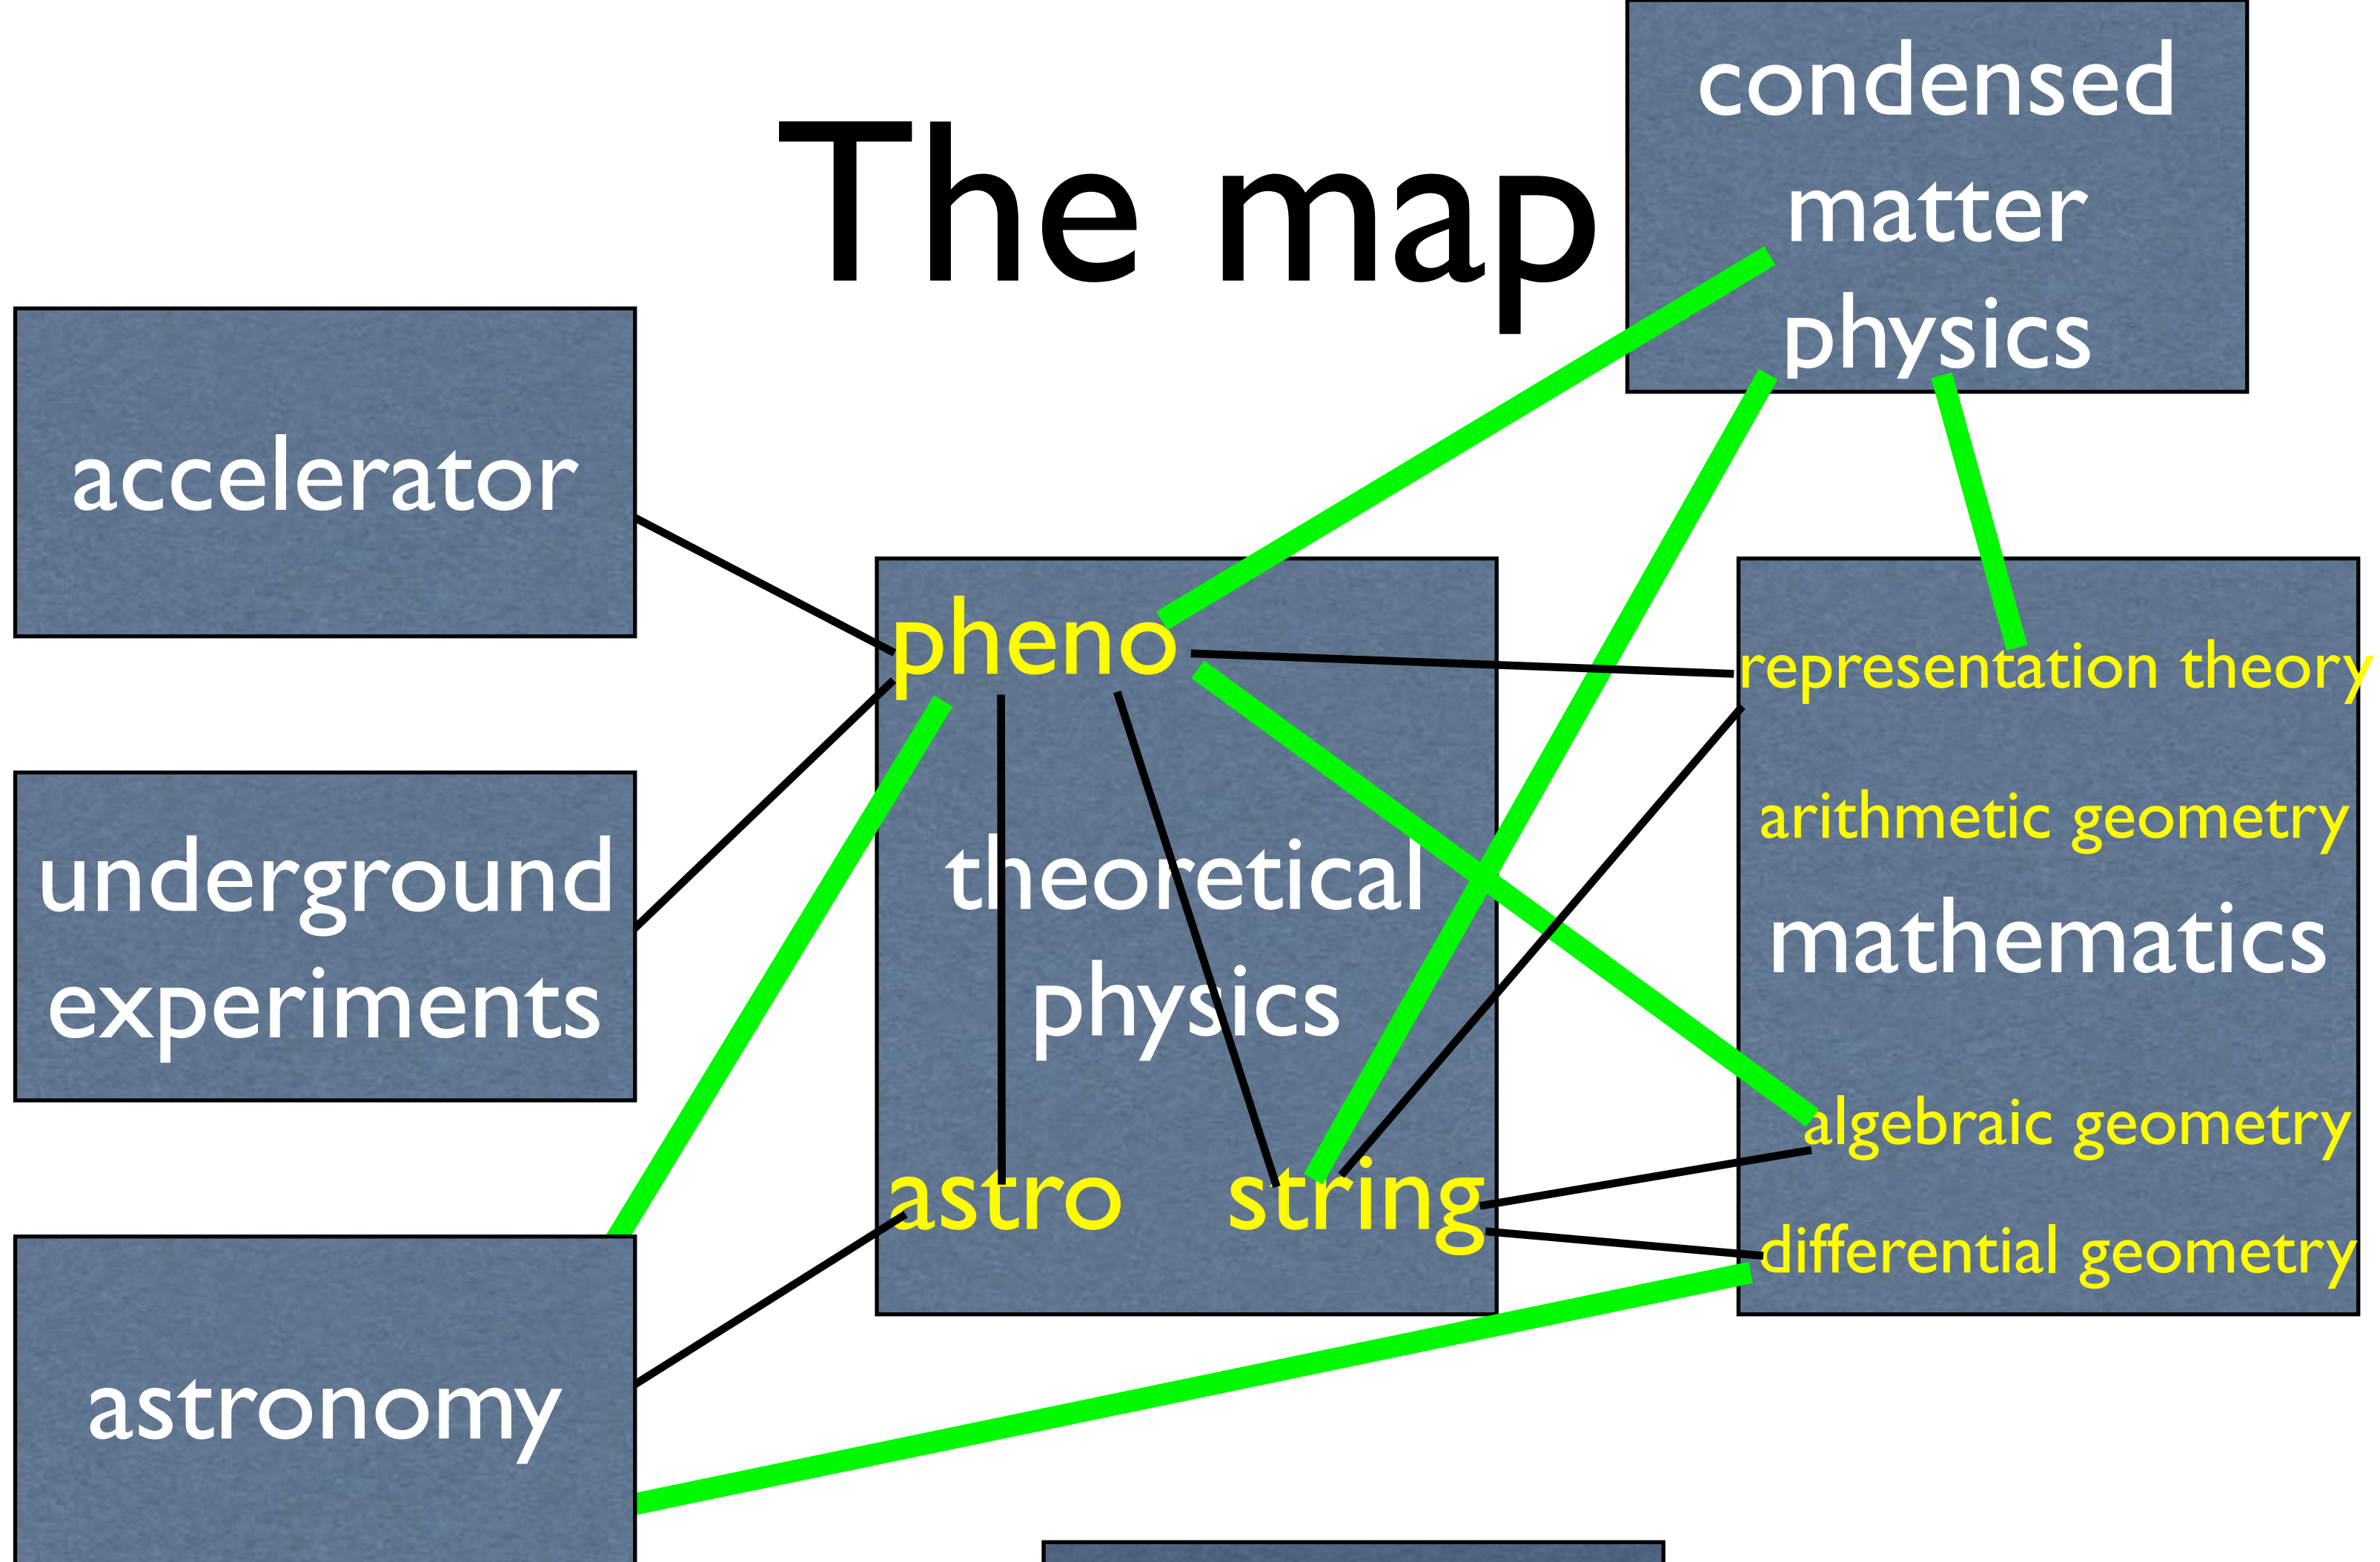 The map
condensed
matter
physics
accelerator
underground
experiments
astronomy
pheno
theoretical
physics
astro string
representation theory
arithmetic geometry
mathematics
algebraic geometry
differential geometry